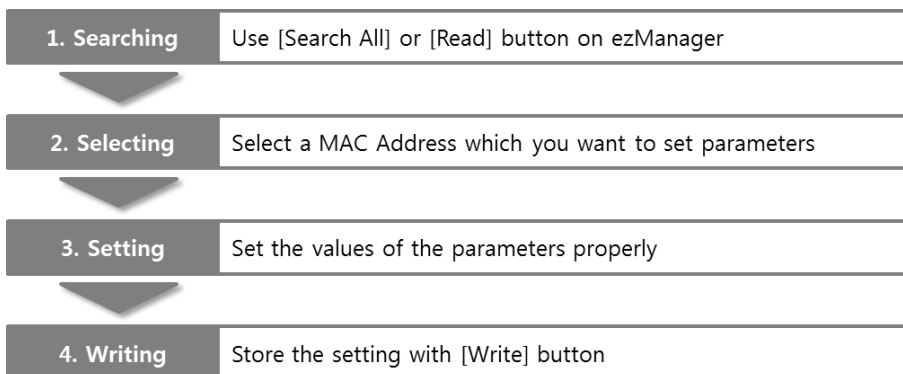 1. Searching Use [Search All] or [Read] button on ezManager
2. Selecting Select a MAC Address which you want to set parameters
3. Setting Set the values of the parameters properly
4. Writing Store the setting with [Write] button